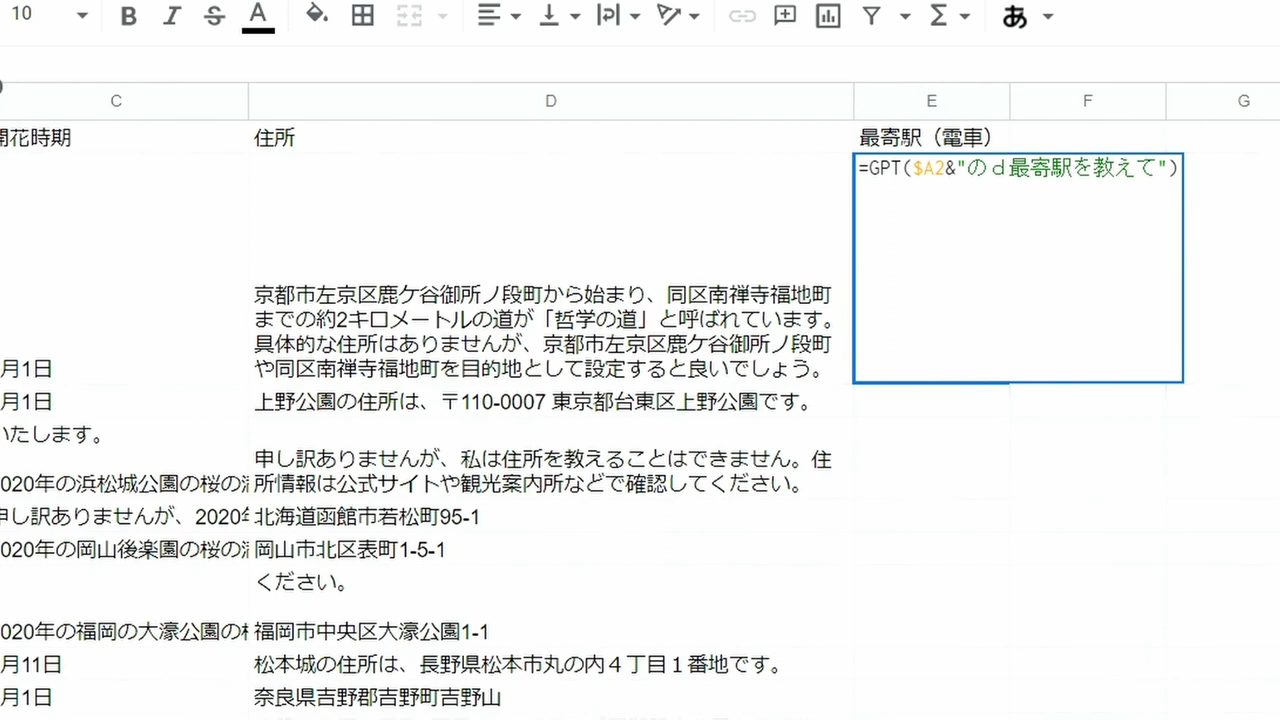 10 B I S A あ
C D E F G
開花時期 住所 最寄駅（電車）
=GPT($A2&"のｄ最寄駅を教えて")
京都市左京区鹿ケ谷御所ノ段町から始まり、同区南禅寺福地町
までの約2キロメートルの道が「哲学の道」と呼ばれています。
具体的な住所はありませんが、京都市左京区鹿ケ谷御所ノ段町
月1日 や同区南禅寺福地町を目的地として設定すると良いでしょう。
月1日 上野公園の住所は、〒110-0007 東京都台東区上野公園です。
いたします。
申し訳ありませんが、私は住所を教えることはできません。住
020年の浜松城公園の桜の 所情報は公式サイトや観光案内所などで確認してください。
申し訳ありませんが、2020年 北海道函館市若松町95-1
020年の岡山後楽園の桜の 岡山市北区表町1-5-1
ください。
020年の福岡の大濠公園の 福岡市中央区大濠公園1-1
月11日 松本城の住所は、長野県松本市丸の内４丁目１番地です。
月1日 奈良県吉野郡吉野町吉野山